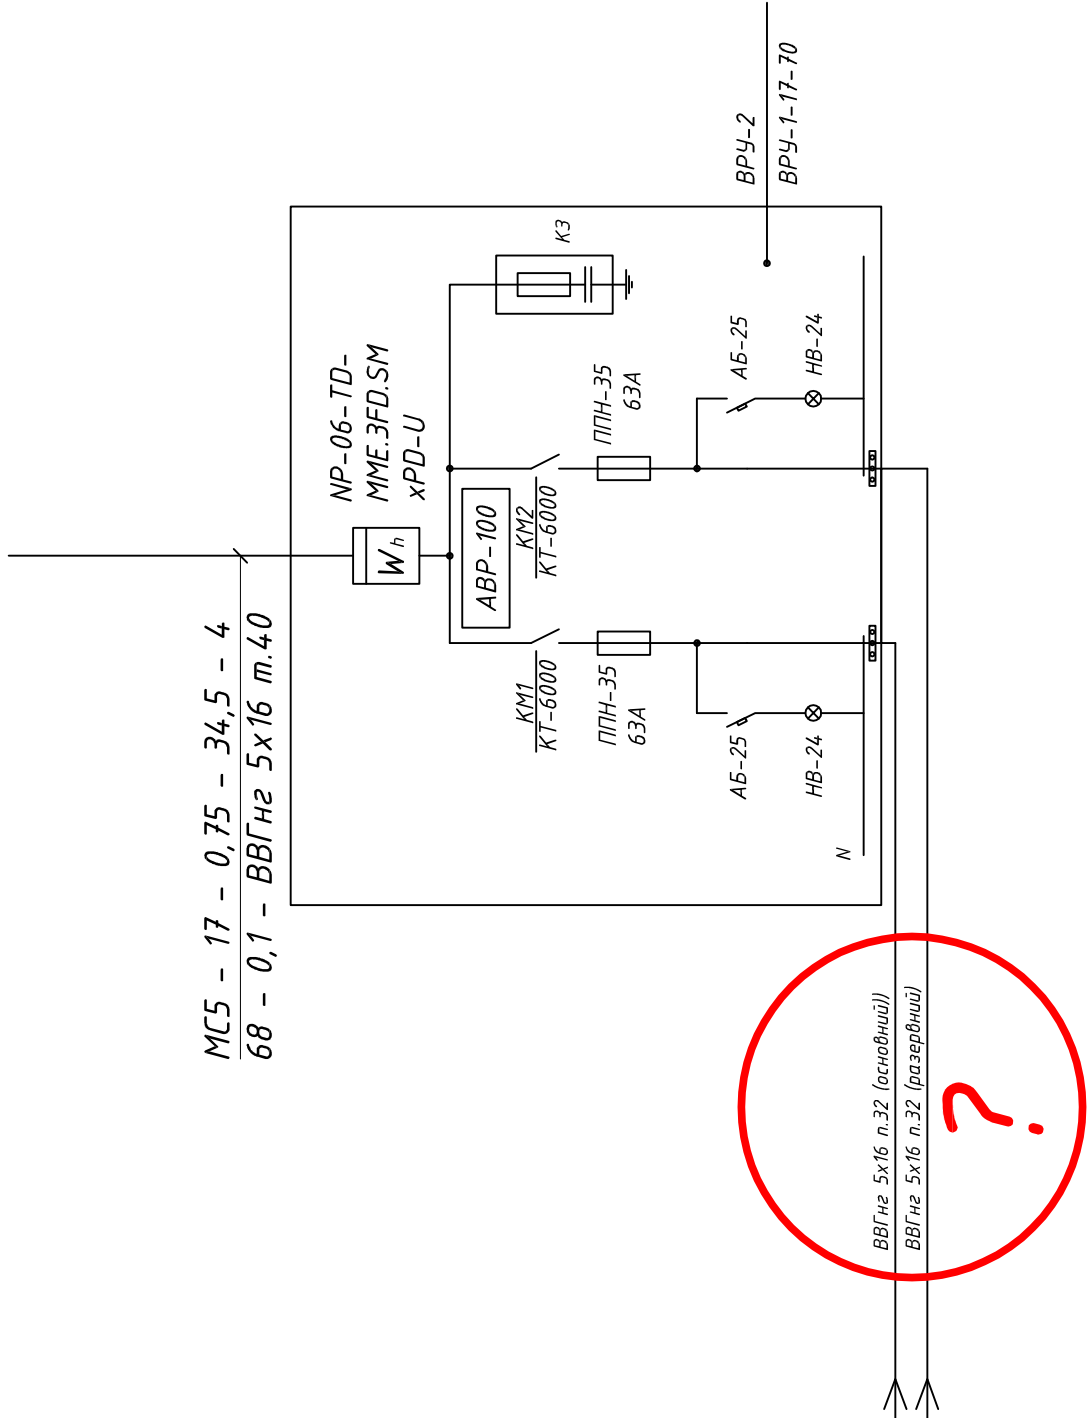 МС5 - 17 - 0,75 - 34,5 - 4
68 - 0,1 - ВВГнг 5х16 т.40
NP-06-TD-
MME.3FD.SM
xPD-U
Wh
АВР-100
КМ1
КТ-6000
КМ2
КТ-6000
ППН-35
63А
ППН-35
63А
КЗ
АБ-25
НВ-24
АБ-25
НВ-24
N
ВРУ-2
ВРУ-1-17-70
ВВГнг 5х16 п.32 (основний))
ВВГнг 5х16 п.32 (разервний)
?